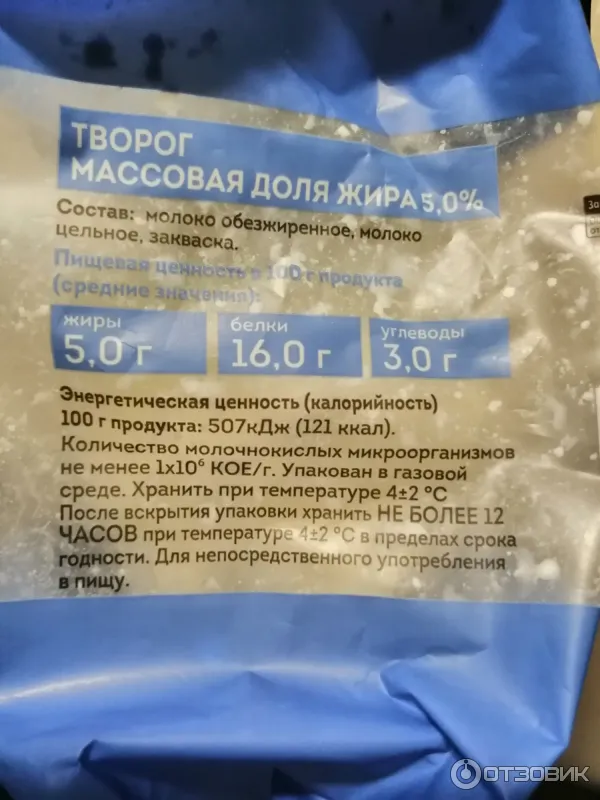 ТВОРОГ
МАССОВАЯ ДОЛЯ ЖИРА 5,0%
Состав: молоко обезжиренное, молоко
цельное, закваска.
Пищевая ценность в 100 г продукта
(средние значения):
жиры
5,0 г
белки
16,0 г
углеводы
3,0 г
Энергетическая ценность (калорийность)
100 г продукта: 507кДж (121 ккал).
Количество молочнокислых микроорганизмов
не менее 1х10⁶ КОЕ/г. Упакован в газовой
среде. Хранить при температуре 4±2 °С
После вскрытия упаковки хранить НЕ БОЛЕЕ 12
ЧАСОВ при температуре 4±2 °С в пределах срока
годности. Для непосредственного употребления
в пищу.
За
ОТЗОВИК